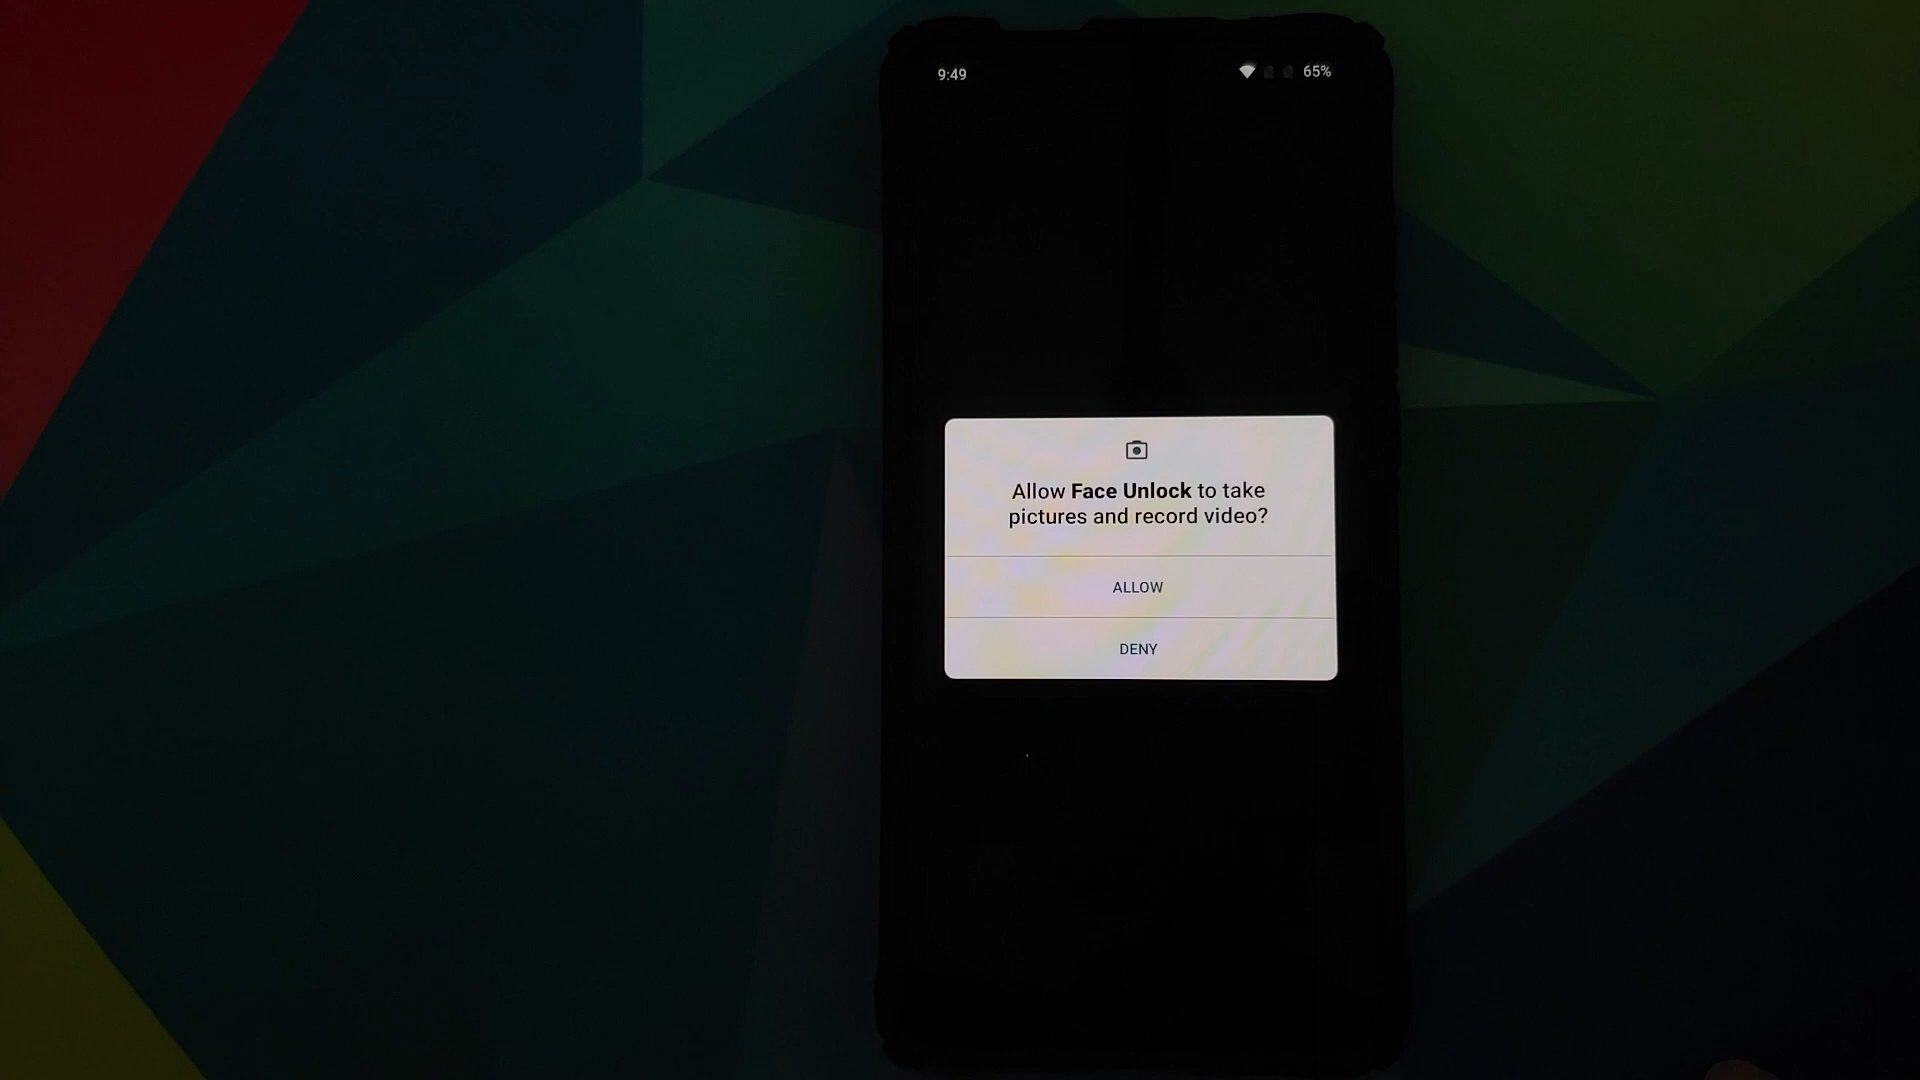 9:49
65%
Allow Face Unlock to take
pictures and record video?
ALLOW
DENY